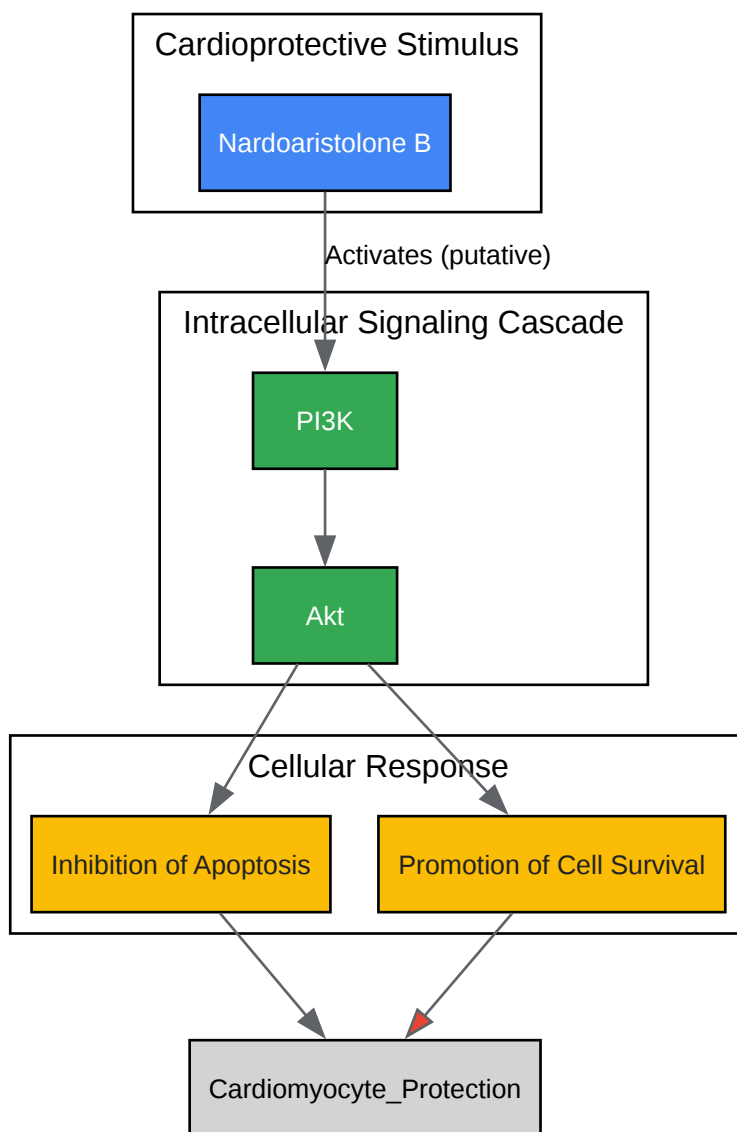 Cardioprotective Stimulus
Nardoaristolone B
Activates (putative)
Intracellular Signaling Cascade
PI3K
Akt
Cellular Response
Inhibition of Apoptosis
Promotion of Cell Survival
Cardiomyocyte_Protection